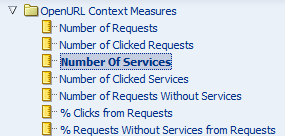 OpenURL Context Measures
Number of Requests
Number of Clicked Requests
Number Of Services
Number of Clicked Services
Number of Requests Without Services
% Clicks from Requests
% Requests Without Services from Requests